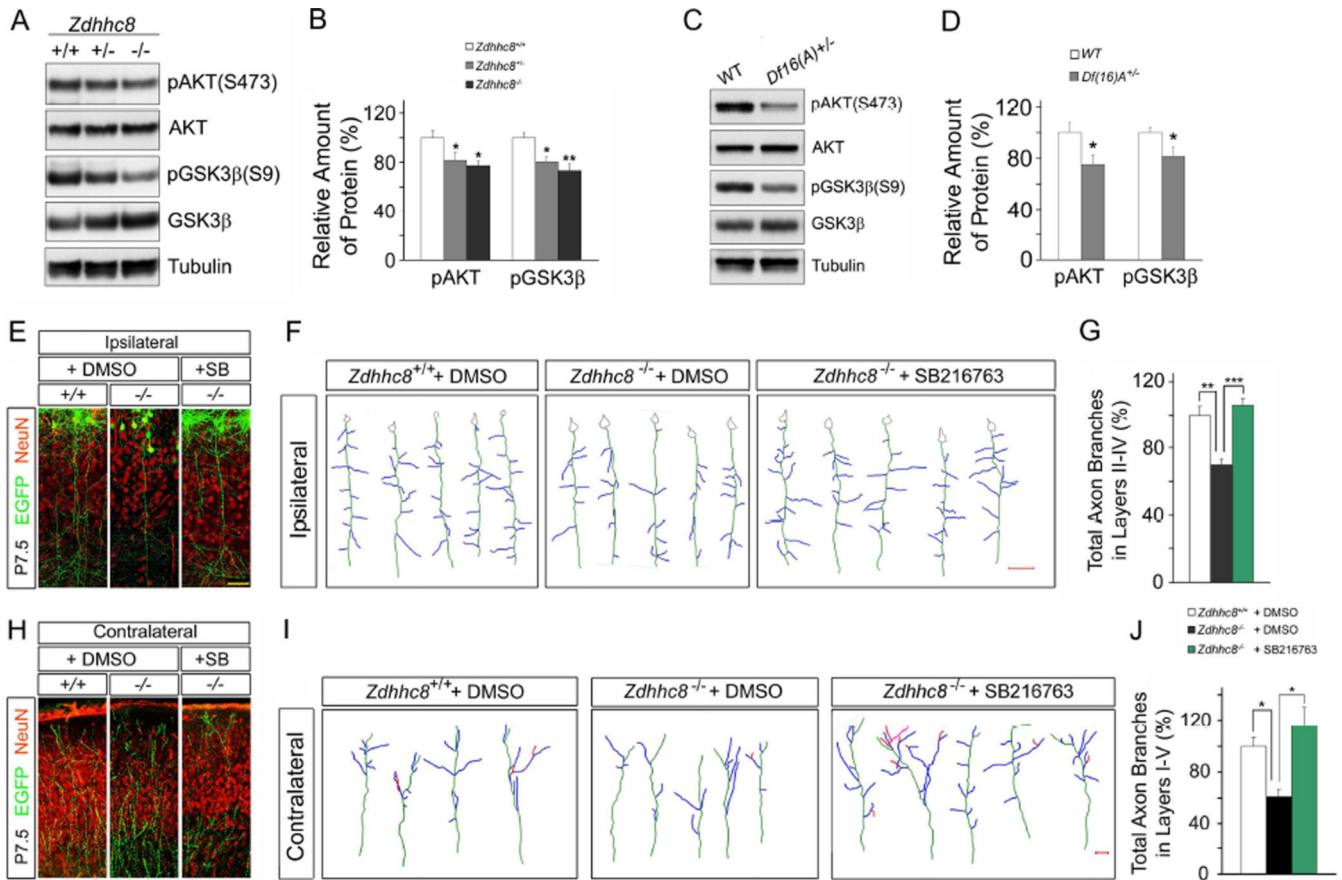 A
Zdhhc8
+/+ +/- -/-
pAKT(S473)
AKT
pGSK3β(S9)
GSK3β
Tubulin
B
Zdhhc8+/+
Zdhhc8+/-
Zdhhc8-/-
Relative Amount
of Protein (%)
120
80
40
0
* * * **
pAKT pGSK3β
C
WT Df16(A)+/-
pAKT(S473)
AKT
pGSK3β(S9)
GSK3β
Tubulin
D
WT
Df(16)A+/-
Relative Amount
of Protein (%)
120
80
40
0
* *
pAKT pGSK3β
E
Ipsilateral
+ DMSO +SB
+/+ -/- -/-
P7.5 EGFP NeuN
F
Zdhhc8+/+ + DMSO Zdhhc8 -/- + DMSO Zdhhc8 -/- + SB216763
Ipsilateral
G
Total Axon Branches
in Layers II-IV (%)
120
80
40
0
** ***
Zdhhc8+/+ + DMSO
Zdhhc8-/- + DMSO
Zdhhc8-/- + SB216763
H
Contralateral
+ DMSO +SB
+/+ -/- -/-
P7.5 EGFP NeuN
I
Zdhhc8+/+ + DMSO Zdhhc8 -/- + DMSO Zdhhc8 -/- + SB216763
Contralateral
J
Total Axon Branches
in Layers I-V (%)
120
80
40
0
* *